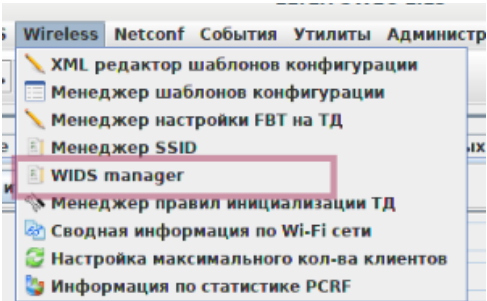 Wireless Netconf События Утилиты
XML редактор шаблонов конфигурации
Менеджер шаблонов конфигурации
Менеджер настройки FBT на ТД
Менеджер SSID
WIDS manager
Менеджер правил инициализации ТД
Сводная информация по Wi-Fi сети
Настройка максимального кол-ва клиентов
Информация по статистике PCRF